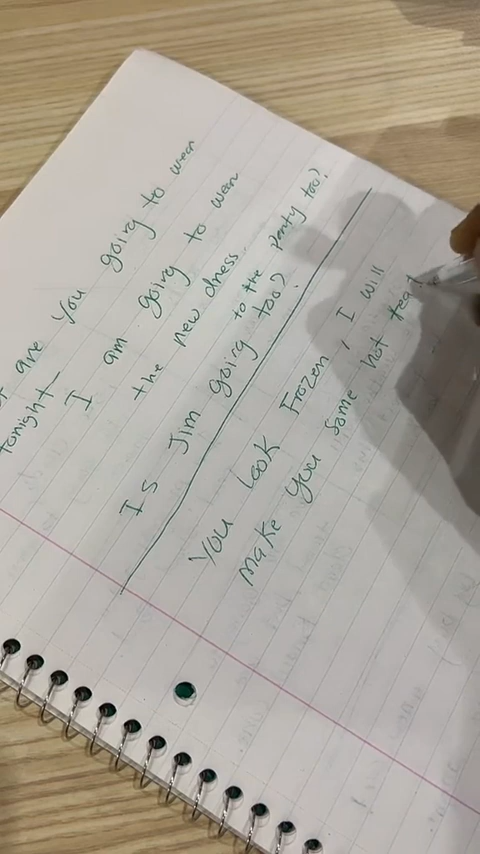 are you going to wear
tonight
I am going to wear
the new dress.
to the party too?
Is Jim going too?
You look Frozen, I will
make you some hot tea